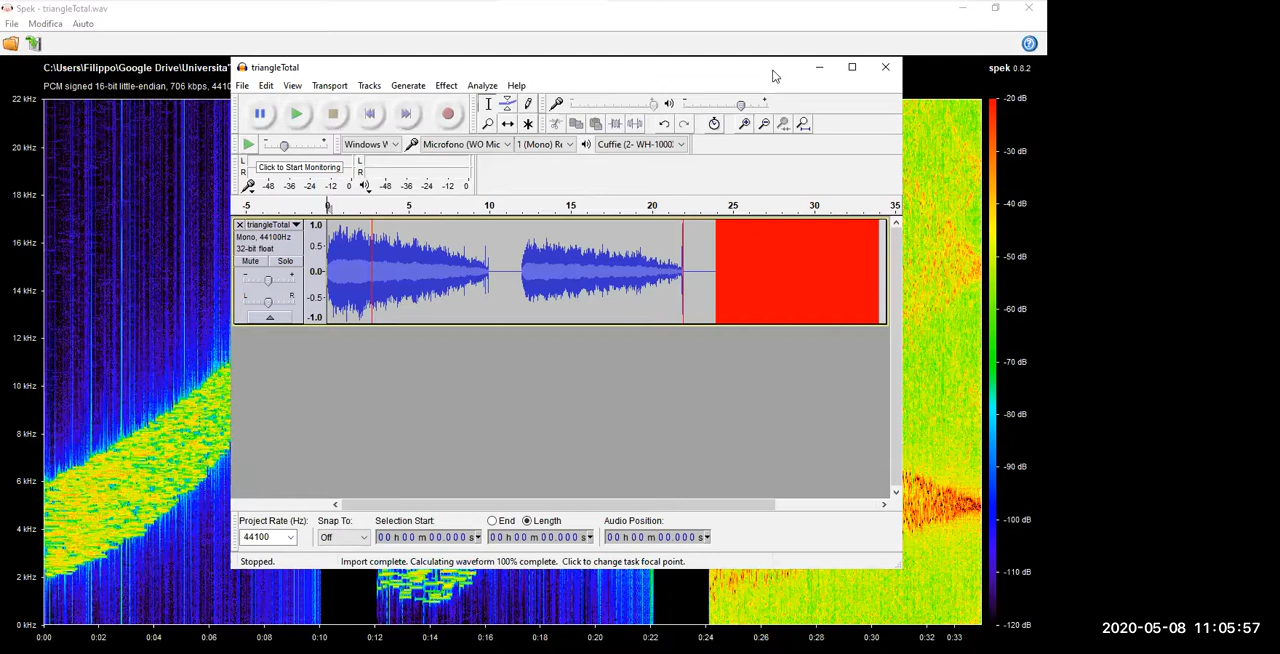 Spek - triangleTotal.wav
File Modifica Aiuto
C:\Users\Filippo\Google Drive\Universita'
PCM signed 16-bit little-endian, 706 kbps, 4410
spek 0.8.2
triangleTotal
File Edit View Transport Tracks Generate Effect Analyze Help
Windows W Microfono (WO Mic 1 (Mono) Re Cuffie (2- WH-1000X
L
R
Click to Start Monitoring
L
R
-48 -36 -24 -12 0
-48 -36 -24 -12 0
-5 0 5 10 15 20 25 30 35
triangleTotal
Mono, 44100Hz
32-bit float
Mute Solo
- +
L R
1.0
0.5
0.0
-0.5
-1.0
Project Rate (Hz): Snap To: Selection Start: End Length Audio Position:
44100 Off 00 h 00 m 00.000 s 00 h 00 m 00.000 s 00 h 00 m 00.000 s
Stopped. Import complete. Calculating waveform 100% complete. Click to change task focal point.
22 kHz
20 kHz
18 kHz
16 kHz
14 kHz
12 kHz
10 kHz
8 kHz
6 kHz
4 kHz
2 kHz
0 kHz
0:00 0:02 0:04 0:06 0:08 0:10 0:12 0:14 0:16 0:18 0:20 0:22 0:24 0:26 0:28 0:30 0:32 0:33
-20 dB
-30 dB
-40 dB
-50 dB
-60 dB
-70 dB
-80 dB
-90 dB
-100 dB
-110 dB
-120 dB
2020-05-08 11:05:57